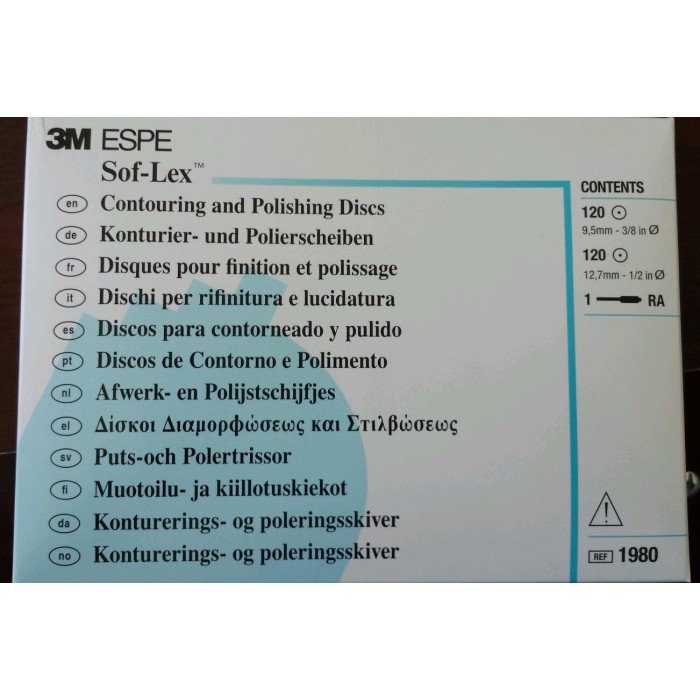 3M ESPE
Sof-Lex™
en Contouring and Polishing Discs
de Konturier- und Polierscheiben
fr Disques pour finition et polissage
it Dischi per rifinitura e lucidatura
es Discos para contorneado y pulido
pt Discos de Contorno e Polimento
nl Afwerk- en Polijstschijfjes
el Δίσκοι Διαμορφώσεως και Στιλβώσεως
sv Puts-och Polertrissor
fi Muotoilu- ja kiillotuskiekot
da Konturerings- og poleringsskiver
no Konturerings- og poleringsskiver
CONTENTS
120
9,5mm - 3/8 in Ø
120
12,7mm - 1/2 in Ø
1 RA
REF 1980